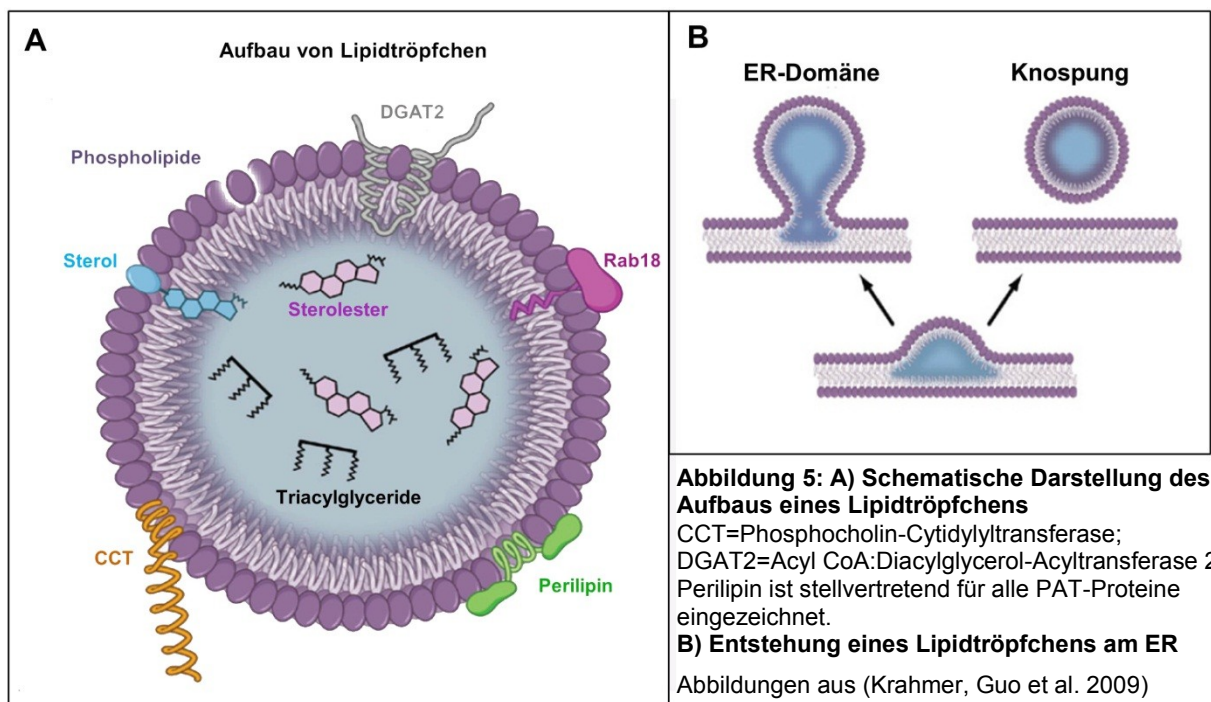 A
Aufbau von Lipidtröpfchen
DGAT2
Phospholipide
Sterol
Rab18
Sterolester
Triacylglyceride
CCT
Perilipin
B
ER-Domäne
Knospung
Abbildung 5: A) Schematische Darstellung des
Aufbaus eines Lipidtröpfchens
CCT=Phosphocholin-Cytidylyltransferase;
DGAT2=Acyl CoA:Diacylglycerol-Acyltransferase 2
Perilipin ist stellvertretend für alle PAT-Proteine
eingezeichnet.
B) Entstehung eines Lipidtröpfchens am ER
Abbildungen aus (Krahmer, Guo et al. 2009)